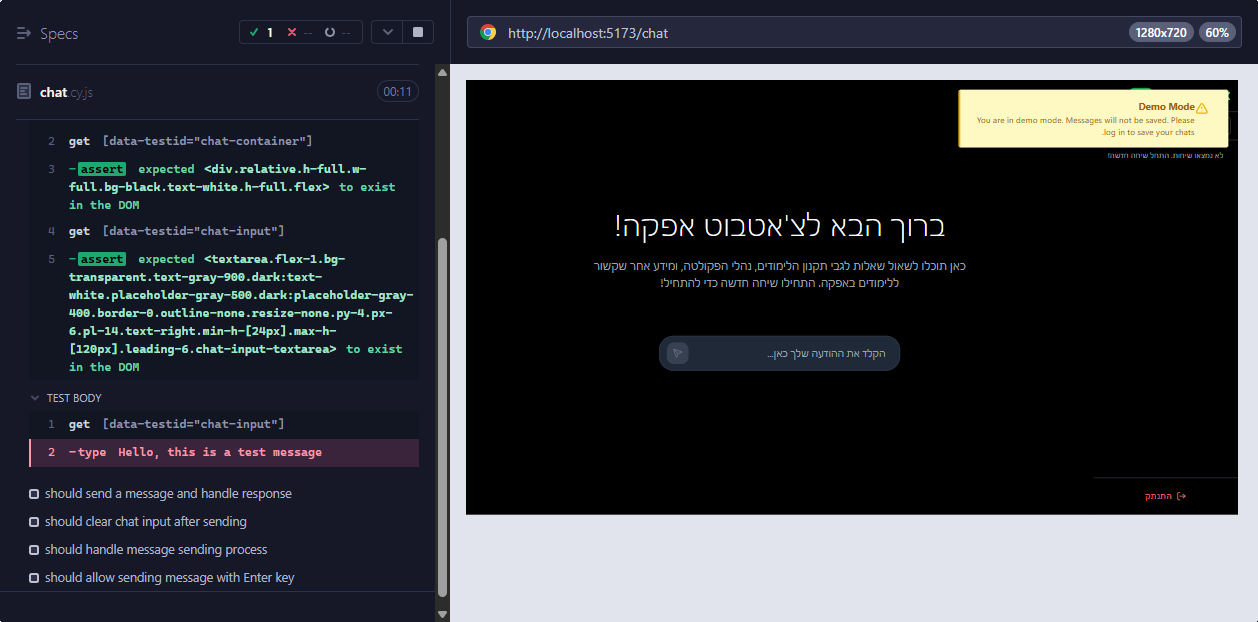 Specs
1
--
--
chat.cy.js
00:11
2 get [data-testid="chat-container"]
3 -assert expected <div.relative.h-full.w-
full.bg-black.text-white.h-full.flex> to exist
in the DOM
4 get [data-testid="chat-input"]
5 -assert expected <textarea.flex-1.bg-
transparent.text-gray-900.dark:text-
white.placeholder-gray-500.dark:placeholder-gray-
400.border-0.outline-none.resize-none.py-4.px-
6.pl-14.text-right.min-h-[24px].max-h-
[120px].leading-6.chat-input-textarea> to exist
in the DOM
TEST BODY
1 get [data-testid="chat-input"]
2 -type Hello, this is a test message
should send a message and handle response
should clear chat input after sending
should handle message sending process
should allow sending message with Enter key
http://localhost:5173/chat
1280x720
60%
Demo Mode
You are in demo mode. Messages will not be saved. Please
.log in to save your chats
לא נמצאו שיחות. התחל שיחה חדשה!
ברוך הבא לצ'אטבוט אפקה!
כאן תוכלו לשאול שאלות לגבי תקנון הלימודים, נהלי הפקולטה, ומידע אחר שקשור
ללימודים באפקה. התחילו שיחה חדשה כדי להתחיל!
הקלד את ההודעה שלך כאן...
התנתק